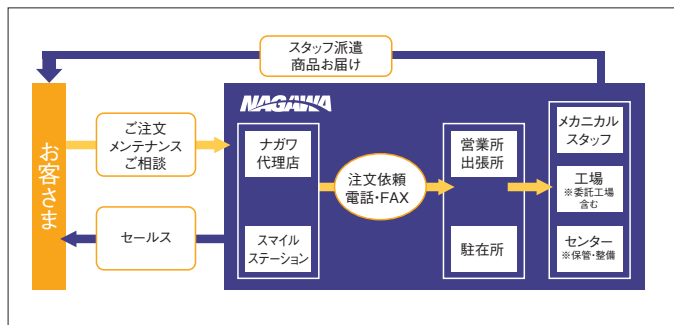 スタッフ派遣
商品お届け
NAGAWA
お客さま
ご注文
メンテナンス
ご相談
セールス
ナガワ
代理店
スマイル
ステーション
注文依頼
電話・FAX
営業所
出張所
駐在所
メカニカル
スタッフ
工場
※委託工場
含む
センター
※保管・整備